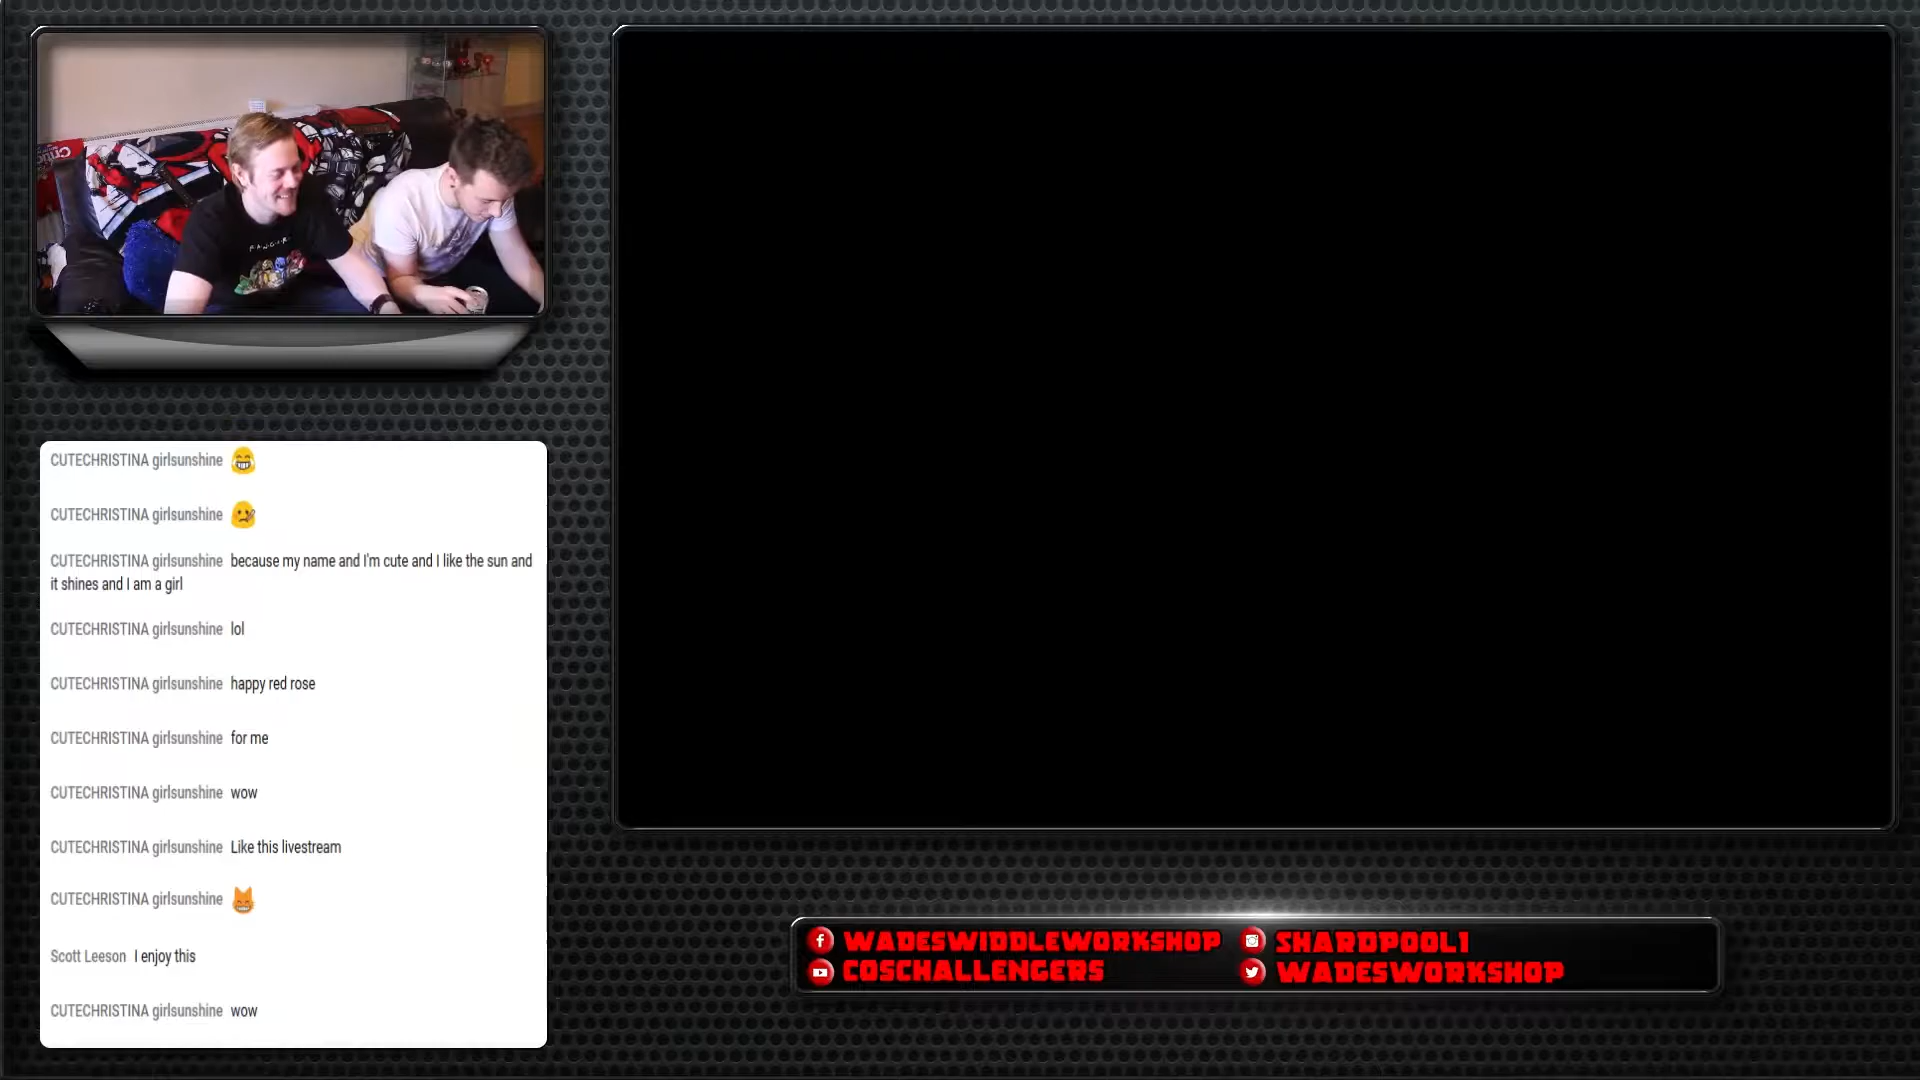 CUTECHRISTINA girlsunshine
CUTECHRISTINA girlsunshine
CUTECHRISTINA girlsunshine because my name and I'm cute and I like the sun and
it shines and I am a girl
CUTECHRISTINA girlsunshine lol
CUTECHRISTINA girlsunshine happy red rose
CUTECHRISTINA girlsunshine for me
CUTECHRISTINA girlsunshine wow
CUTECHRISTINA girlsunshine Like this livestream
CUTECHRISTINA girlsunshine
Scott Leeson I enjoy this
CUTECHRISTINA girlsunshine wow
WADESWIDDLEWORKSHOP
COSCHALLENGERS
SHARDPOOL1
WADESWORKSHOP